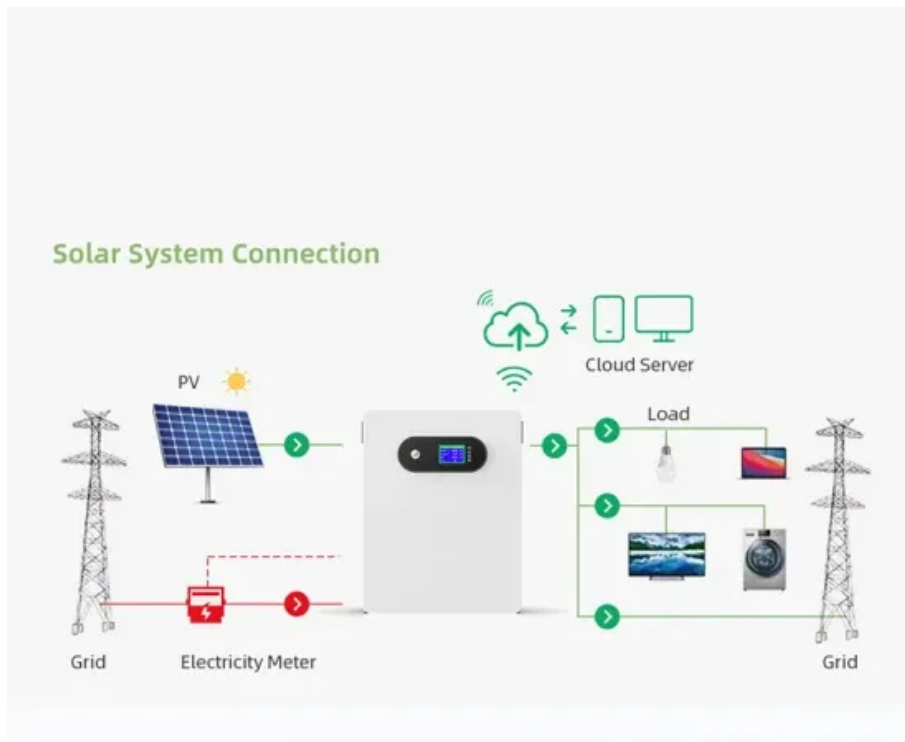 Solar System Connection
Cloud Server
PV
Load
Grid
Electricity Meter
Grid